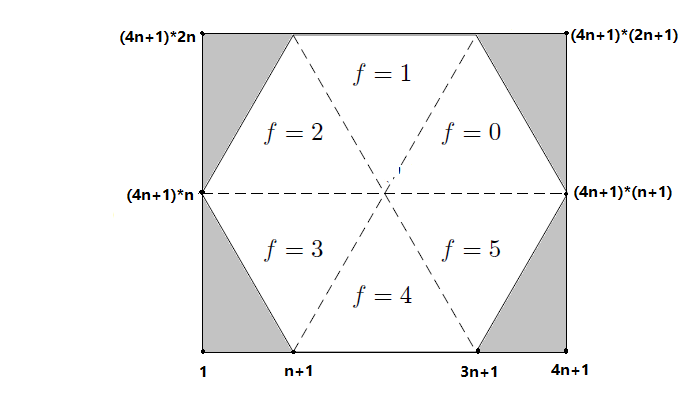 (4n+1)*2n
(4n+1)*(2n+1)
f = 1
f = 2
f = 0
(4n+1)*n
(4n+1)*(n+1)
f = 3
f = 5
f = 4
1
n+1
3n+1
4n+1